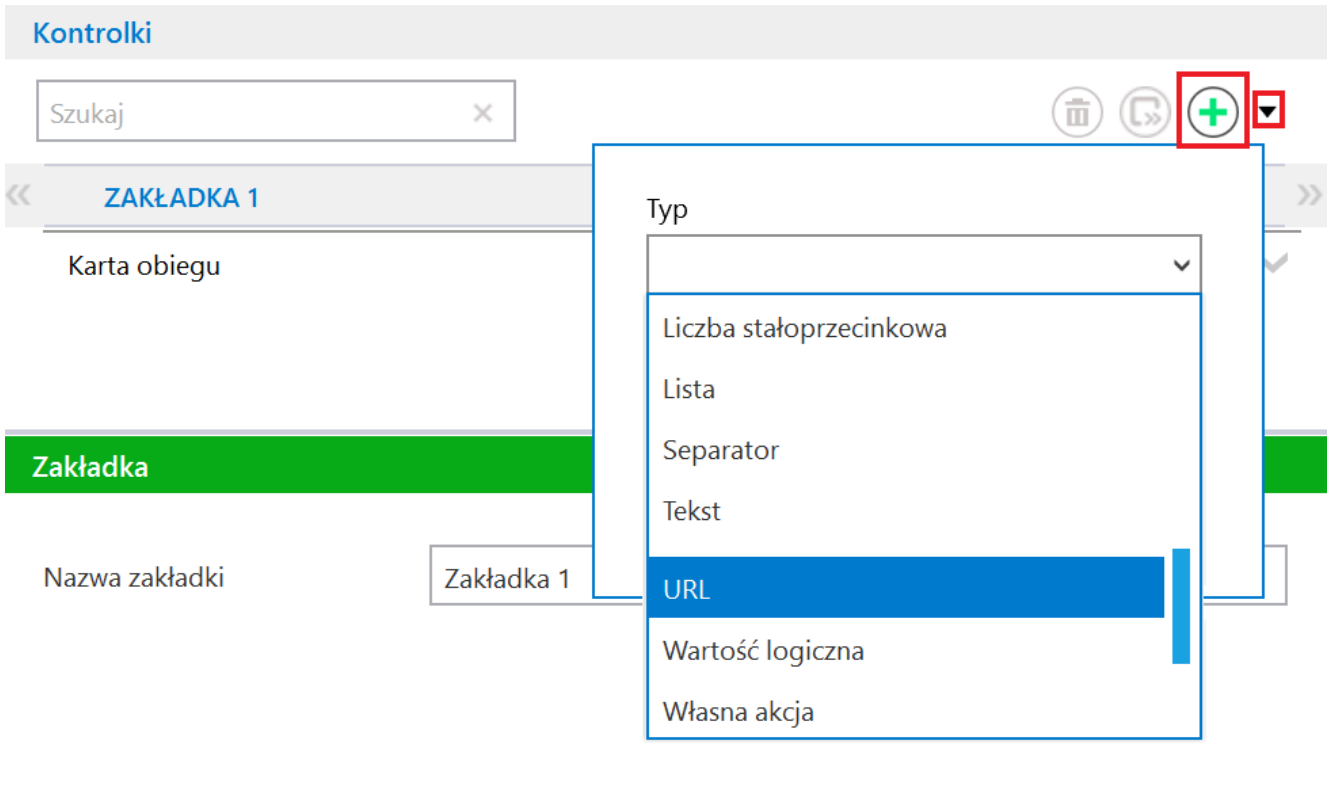 Kontrolki
Szukaj
ZAKŁADKA 1
Typ
Karta obiegu
Liczba stałoprzecinkowa
Lista
Separator
Zakładka
Tekst
Nazwa zakładki
Zakładka 1
URL
Wartość logiczna
Własna akcja